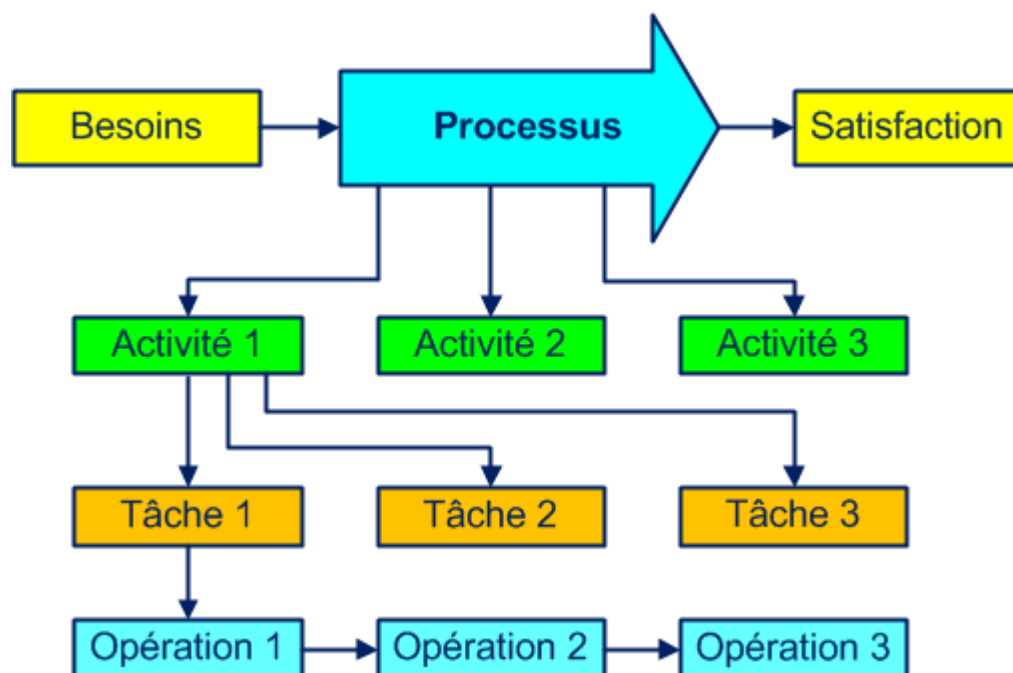 Besoins
Processus
Satisfaction
Activité 1
Activité 2
Activité 3
Tâche 1
Tâche 2
Tâche 3
Opération 1
Opération 2
Opération 3